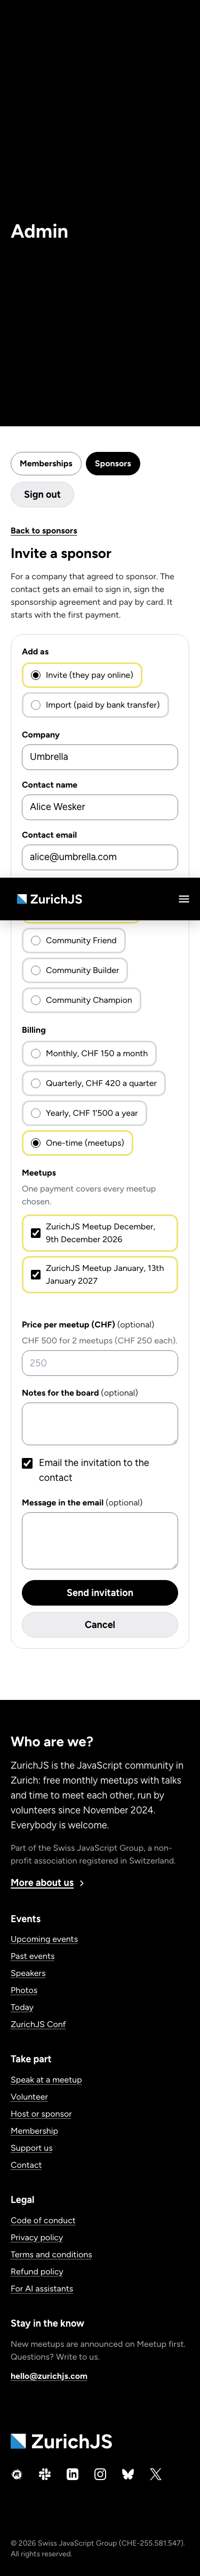 Admin
Memberships
Sponsors
Sign out
Back to sponsors
Invite a sponsor
For a company that agreed to sponsor. The
contact gets an email to sign in, signs the
sponsorship agreement and pay by card. It
starts with the first payment.
Add as
Invite (they pay online)
Import (paid by bank transfer)
Company
Umbrella
Contact name
Alice Wesker
Contact email
alice@umbrella.com
ZurichJS
Community Friend
Community Builder
Community Champion
Billing
Monthly, CHF 150 a month
Quarterly, CHF 420 a quarter
Yearly, CHF 1'500 a year
One-time (meetups)
Meetups
One payment covers every meetup
chosen.
ZurichJS Meetup December,
9th December 2026
ZurichJS Meetup January, 13th
January 2027
Price per meetup (CHF) (optional)
CHF 500 for 2 meetups (CHF 250 each).
250
Notes for the board (optional)
Email the invitation to the
contact
Message in the email (optional)
Send invitation
Cancel
Who are we?
ZurichJS is the JavaScript community in
Zurich: free monthly meetups with talks
and time to meet each other, run by
volunteers since November 2024.
Everybody is welcome.
Part of the Swiss JavaScript Group, a non-
profit association registered in Switzerland.
More about us
Events
Upcoming events
Past events
Speakers
Photos
Today
ZurichJS Conf
Take part
Speak at a meetup
Volunteer
Host or sponsor
Membership
Support us
Contact
Legal
Code of conduct
Privacy policy
Terms and conditions
Refund policy
For AI assistants
Stay in the know
New meetups are announced on Meetup first.
Questions? Write to us.
hello@zurichjs.com
ZurichJS
© 2026 Swiss JavaScript Group (CHE-255.581.547).
All rights reserved.